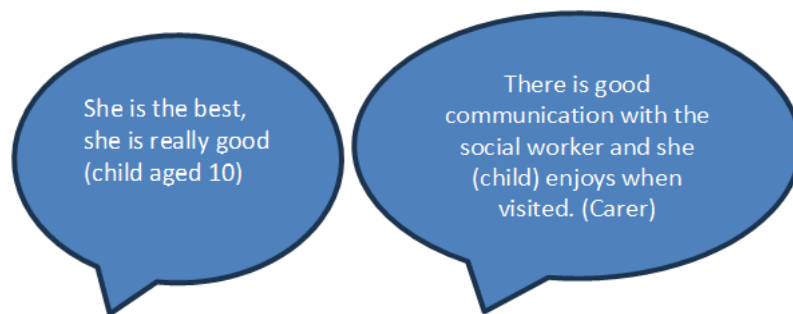 She is the best,
she is really good
(child aged 10)
There is good
communication with the
social worker and she
(child) enjoys when
visited. (Carer)